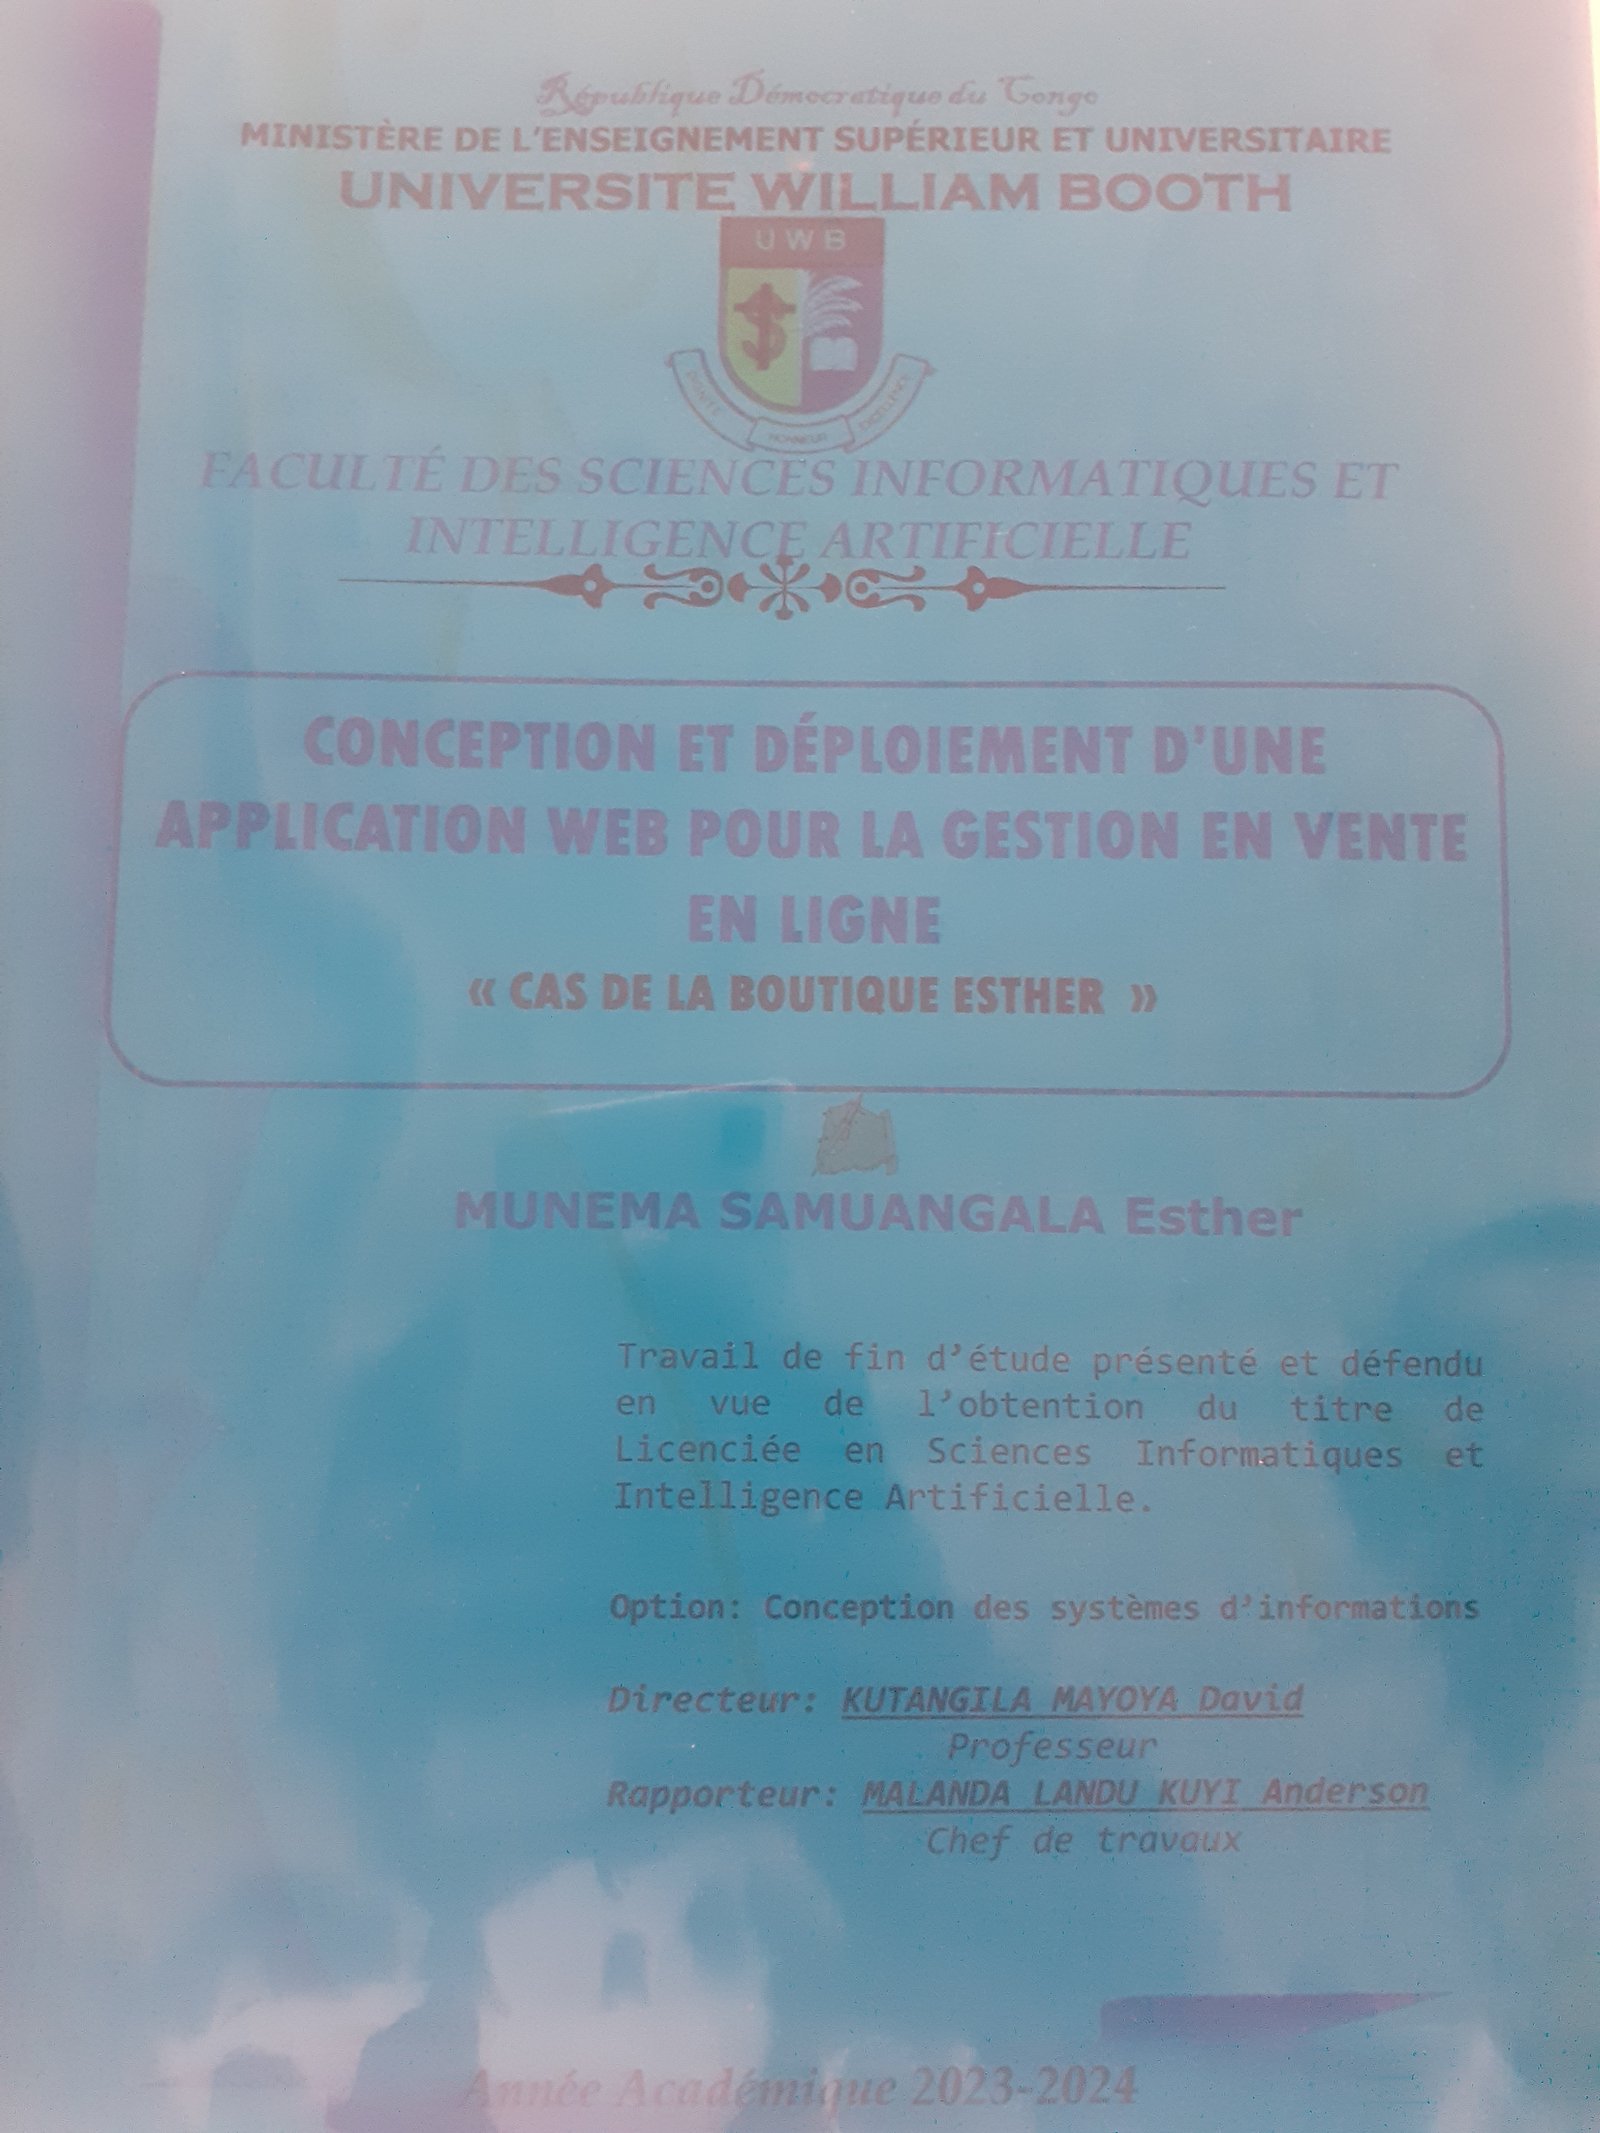 République Démocratique du Congo
MINISTÈRE DE L'ENSEIGNEMENT SUPÉRIEUR ET UNIVERSITAIRE
UNIVERSITE WILLIAM BOOTH
UWB
DIGNITE HONNEUR EXCELLENCE
FACULTÉ DES SCIENCES INFORMATIQUES ET
INTELLIGENCE ARTIFICIELLE
CONCEPTION ET DÉPLOIEMENT D'UNE
APPLICATION WEB POUR LA GESTION EN VENTE
EN LIGNE
« CAS DE LA BOUTIQUE ESTHER »
MUNEMA SAMUANGALA Esther
Travail de fin d'étude présenté et défendu
en vue de l'obtention du titre de
Licenciée en Sciences Informatiques et
Intelligence Artificielle.
Option: Conception des systèmes d'informations
Directeur: KUTANGILA MAYOYA David
Professeur
Rapporteur: MALANDA LANDU KUYI Anderson
Chef de travaux
Année Académique 2023-2024